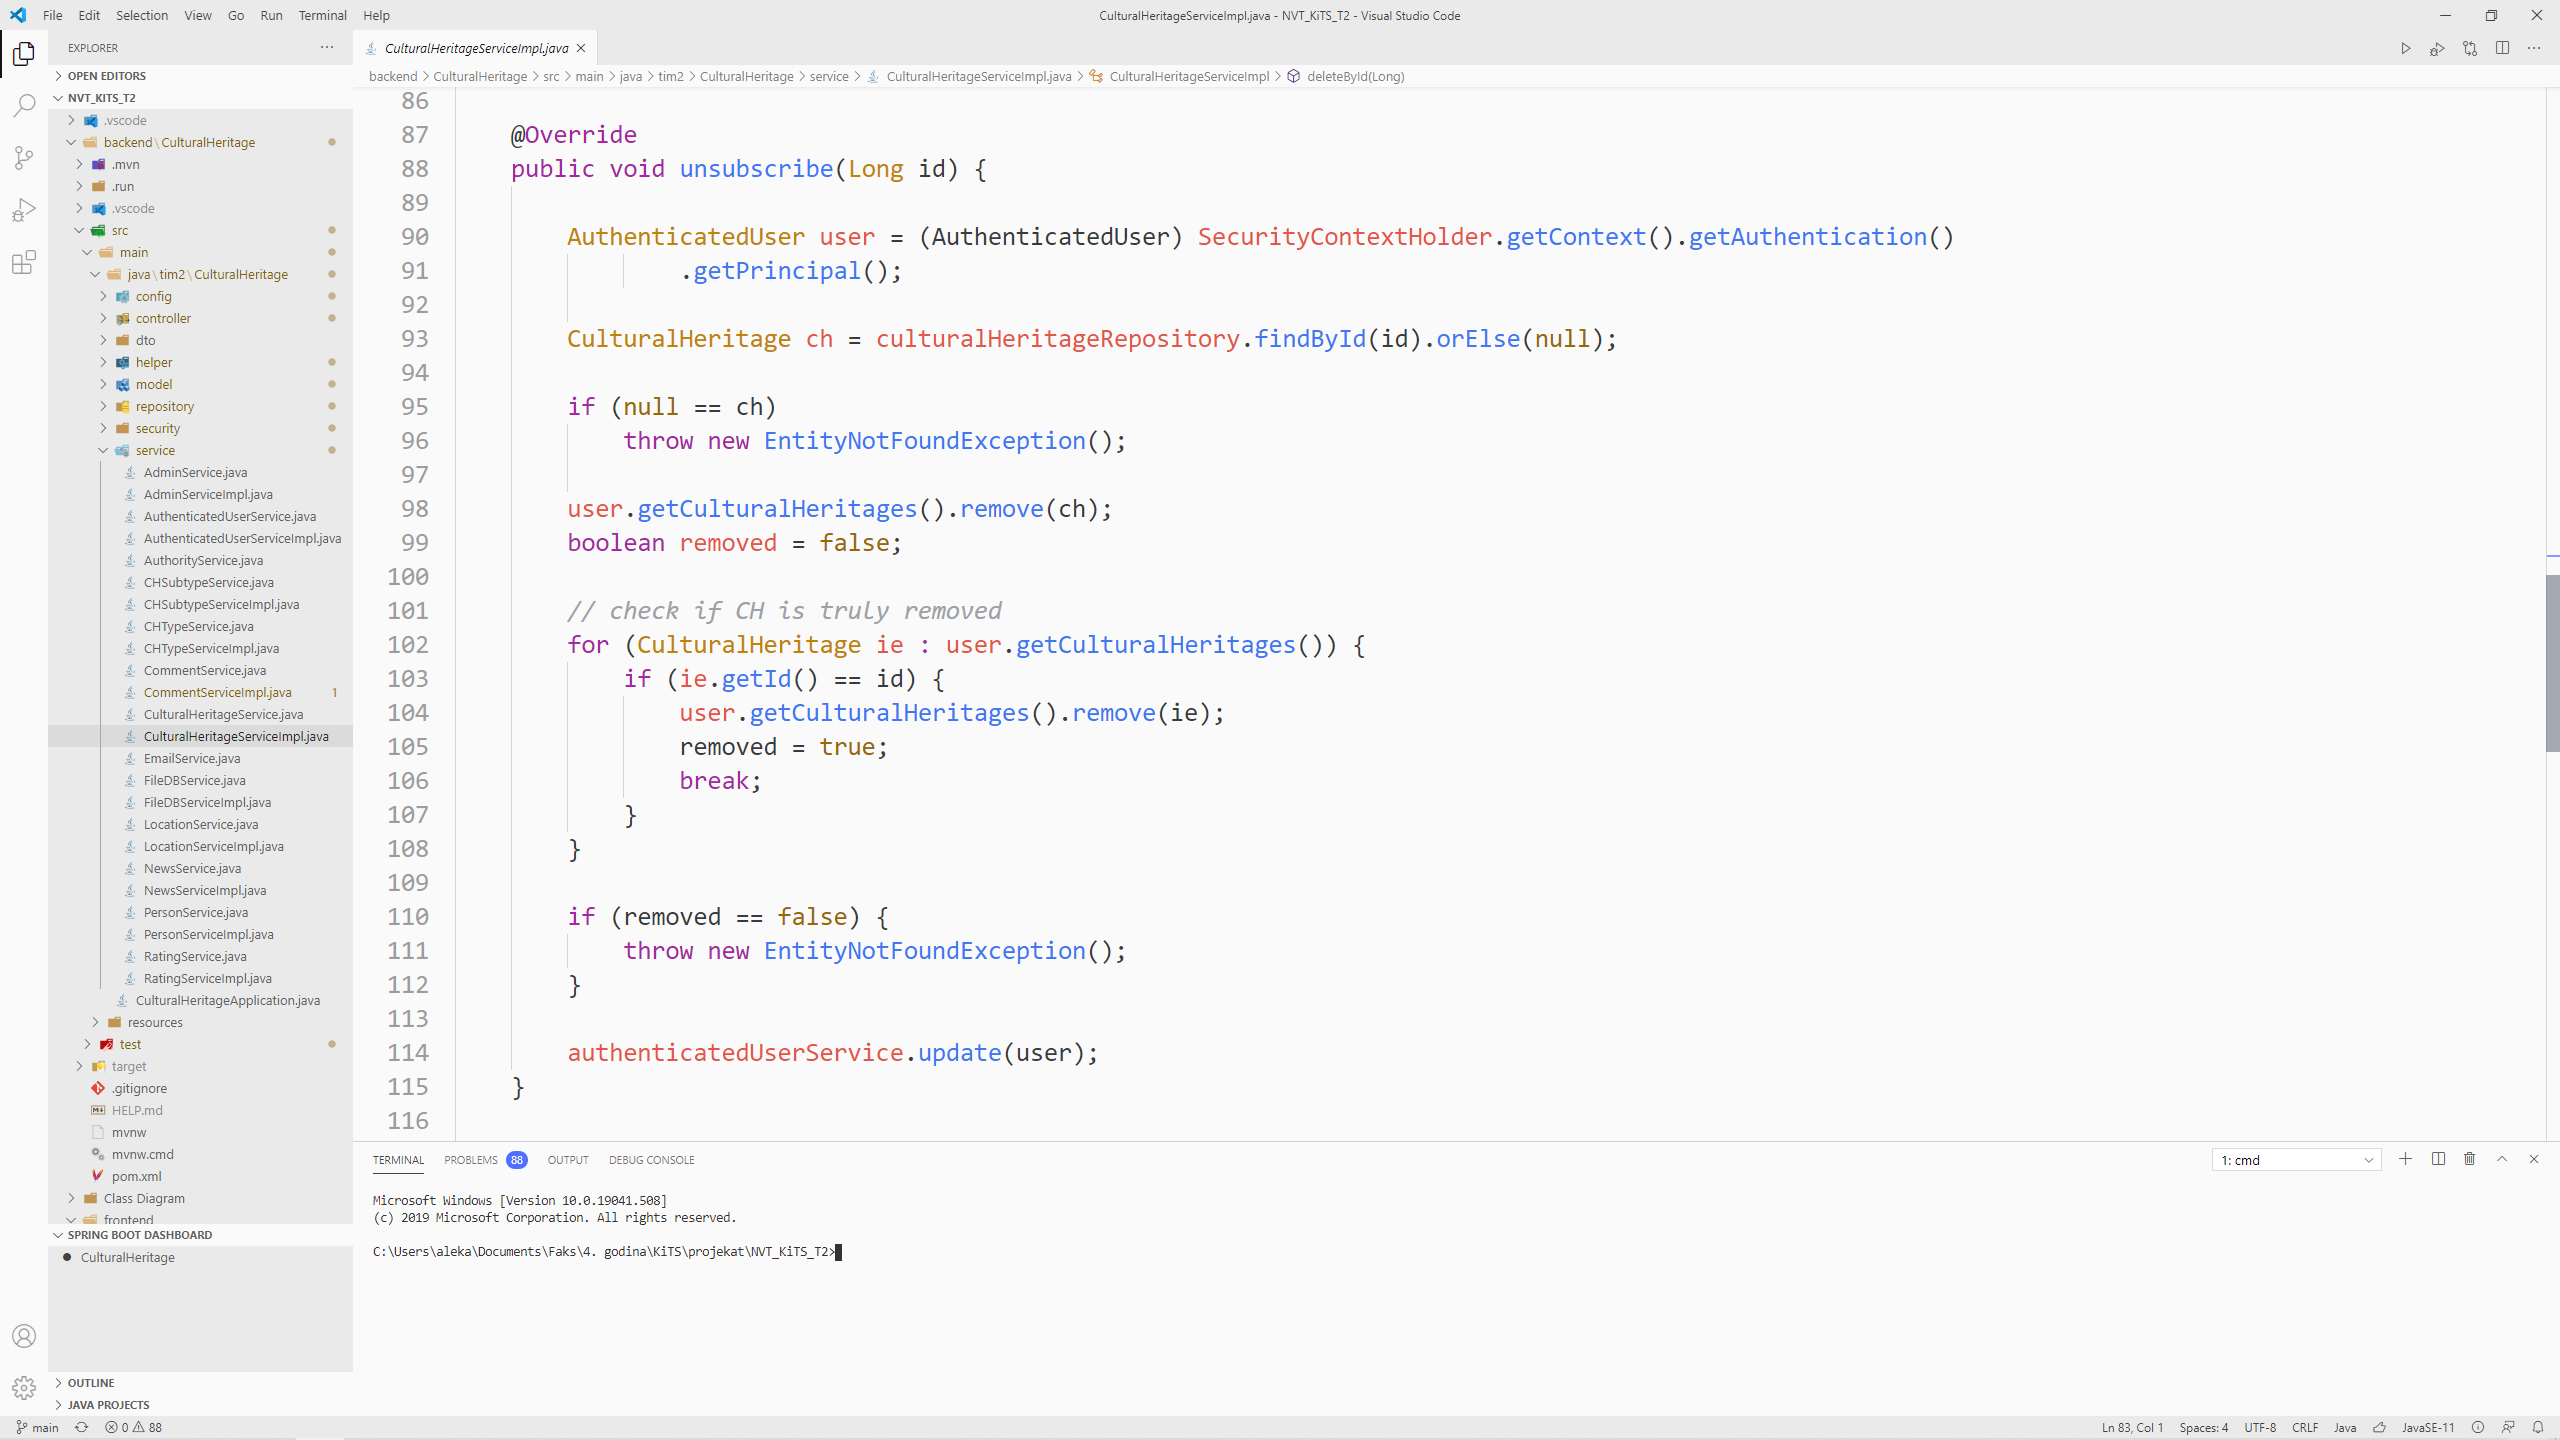 File Edit Selection View Go Run Terminal Help
CulturalHeritageServiceImpl.java - NVT_KiTS_T2 - Visual Studio Code
EXPLORER
OPEN EDITORS
NVT_KITS_T2
.vscode
backend\CulturalHeritage
.mvn
.run
.vscode
src
main
java\tim2\CulturalHeritage
config
controller
dto
helper
model
repository
security
service
AdminService.java
AdminServiceImpl.java
AuthenticatedUserService.java
AuthenticatedUserServiceImpl.java
AuthorityService.java
CHSubtypeService.java
CHSubtypeServiceImpl.java
CHTypeService.java
CHTypeServiceImpl.java
CommentService.java
CommentServiceImpl.java 1
CulturalHeritageService.java
CulturalHeritageServiceImpl.java
EmailService.java
FileDBService.java
FileDBServiceImpl.java
LocationService.java
LocationServiceImpl.java
NewsService.java
NewsServiceImpl.java
PersonService.java
PersonServiceImpl.java
RatingService.java
RatingServiceImpl.java
CulturalHeritageApplication.java
resources
test
target
.gitignore
HELP.md
mvnw
mvnw.cmd
pom.xml
Class Diagram
frontend
SPRING BOOT DASHBOARD
CulturalHeritage
OUTLINE
JAVA PROJECTS
CulturalHeritageServiceImpl.java
backend > CulturalHeritage > src > main > java > tim2 > CulturalHeritage > service > CulturalHeritageServiceImpl.java > CulturalHeritageServiceImpl > deleteById(Long)
86
87 @Override
88 public void unsubscribe(Long id) {
89
90 AuthenticatedUser user = (AuthenticatedUser) SecurityContextHolder.getContext().getAuthentication()
91 .getPrincipal();
92
93 CulturalHeritage ch = culturalHeritageRepository.findById(id).orElse(null);
94
95 if (null == ch)
96 throw new EntityNotFoundException();
97
98 user.getCulturalHeritages().remove(ch);
99 boolean removed = false;
100
101 // check if CH is truly removed
102 for (CulturalHeritage ie : user.getCulturalHeritages()) {
103 if (ie.getId() == id) {
104 user.getCulturalHeritages().remove(ie);
105 removed = true;
106 break;
107 }
108 }
109
110 if (removed == false) {
111 throw new EntityNotFoundException();
112 }
113
114 authenticatedUserService.update(user);
115 }
116
TERMINAL PROBLEMS 88 OUTPUT DEBUG CONSOLE
1: cmd
Microsoft Windows [Version 10.0.19041.508]
(c) 2019 Microsoft Corporation. All rights reserved.
C:\Users\aleka\Documents\Faks\4. godina\KiTS\projekat\NVT_KiTS_T2>
main 0 88
Ln 83, Col 1 Spaces: 4 UTF-8 CRLF Java JavaSE-11